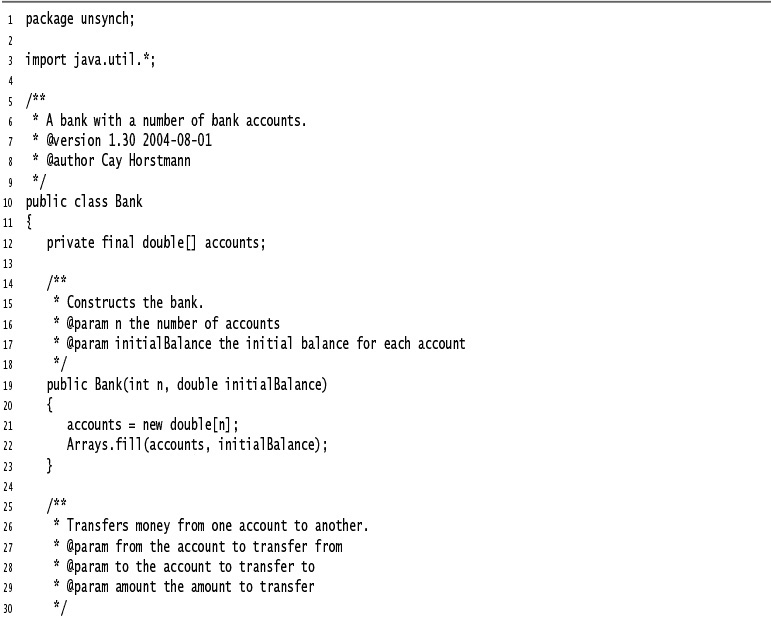 1 package unsynch;
2
3 import java.util.*;
4
5 /**
6  * A bank with a number of bank accounts.
7  * @version 1.30 2004-08-01
8  * @author Cay Horstmann
9  */
10 public class Bank
11 {
12    private final double[] accounts;
13
14    /**
15     * Constructs the bank.
16     * @param n the number of accounts
17     * @param initialBalance the initial balance for each account
18     */
19    public Bank(int n, double initialBalance)
20    {
21       accounts = new double[n];
22       Arrays.fill(accounts, initialBalance);
23    }
24
25    /**
26     * Transfers money from one account to another.
27     * @param from the account to transfer from
28     * @param to the account to transfer to
29     * @param amount the amount to transfer
30     */